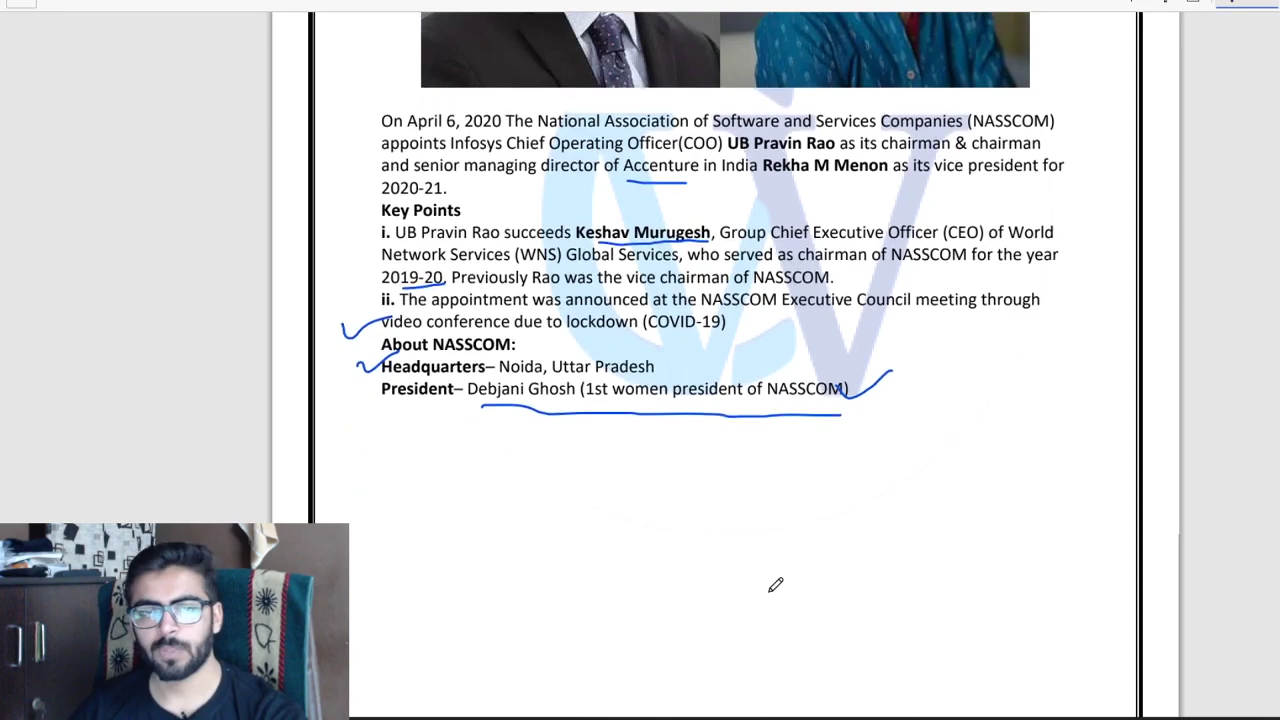 On April 6, 2020 The National Association of Software and Services Companies (NASSCOM)
appoints Infosys Chief Operating Officer(COO) UB Pravin Rao as its chairman & chairman
and senior managing director of Accenture in India Rekha M Menon as its vice president for
2020-21.
Key Points
i. UB Pravin Rao succeeds Keshav Murugesh, Group Chief Executive Officer (CEO) of World
Network Services (WNS) Global Services, who served as chairman of NASSCOM for the year
2019-20. Previously Rao was the vice chairman of NASSCOM.
ii. The appointment was announced at the NASSCOM Executive Council meeting through
video conference due to lockdown (COVID-19)
About NASSCOM:
Headquarters– Noida, Uttar Pradesh
President– Debjani Ghosh (1st women president of NASSCOM)